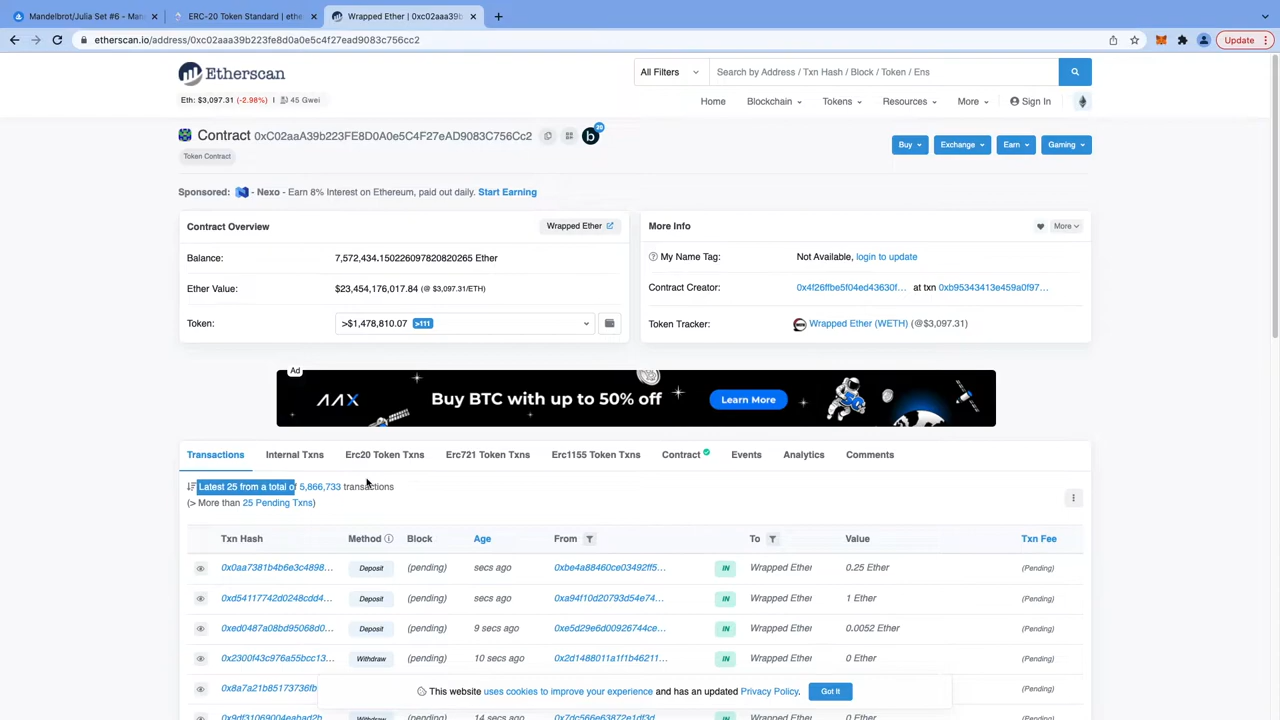 Mandelbrot/Julia Set #6 - Man
ERC-20 Token Standard | ethe
Wrapped Ether | 0xc02aaa39b
etherscan.io/address/0xc02aaa39b223fe8d0a0e5c4f27ead9083c756cc2
Update
Etherscan
All Filters
Search by Address / Txn Hash / Block / Token / Ens
Eth: $3,097.31 (-2.98%) | 45 Gwei
Home
Blockchain
Tokens
Resources
More
Sign In
Contract 0xC02aaA39b223FE8D0A0e5C4F27eAD9083C756Cc2
Token Contract
Buy
Exchange
Earn
Gaming
Sponsored: - Nexo - Earn 8% Interest on Ethereum, paid out daily. Start Earning
Contract Overview
Wrapped Ether
Balance: 7,572,434.150226097820820265 Ether
Ether Value: $23,454,176,017.84 (@ $3,097.31/ETH)
Token: >$1,478,810.07 >111
More Info
More
My Name Tag: Not Available, login to update
Contract Creator: 0x4f26ffbe5f04ed43630f... at txn 0xb95343413e459a0f97...
Token Tracker: Wrapped Ether (WETH) (@$3,097.31)
Ad
AAX
Buy BTC with up to 50% off
Learn More
Transactions
Internal Txns
Erc20 Token Txns
Erc721 Token Txns
Erc1155 Token Txns
Contract
Events
Analytics
Comments
Latest 25 from a total of 5,866,733 transactions
(> More than 25 Pending Txns)
Txn Hash Method Block Age From To Value Txn Fee
0x0aa7381b4b6e3c4898... Deposit (pending) secs ago 0xbe4a88460ce03492ff5... IN Wrapped Ether 0.25 Ether (Pending)
0xd54117742d0248cdd4... Deposit (pending) secs ago 0xa94f10d20793d54e74... IN Wrapped Ether 1 Ether (Pending)
0xed0487a08bd95068d0... Deposit (pending) 9 secs ago 0xe5d29e6d00926744ce... IN Wrapped Ether 0.0052 Ether (Pending)
0x2300f43c976a55bcc13... Withdraw (pending) 10 secs ago 0x2d1488011a1f1b46211... IN Wrapped Ether 0 Ether (Pending)
0x8a7a21b85173736fb (Pending)
This website uses cookies to improve your experience and has an updated Privacy Policy.
Got It
14 secs ago
Wrapped Ether
0 Ether
(Pending)